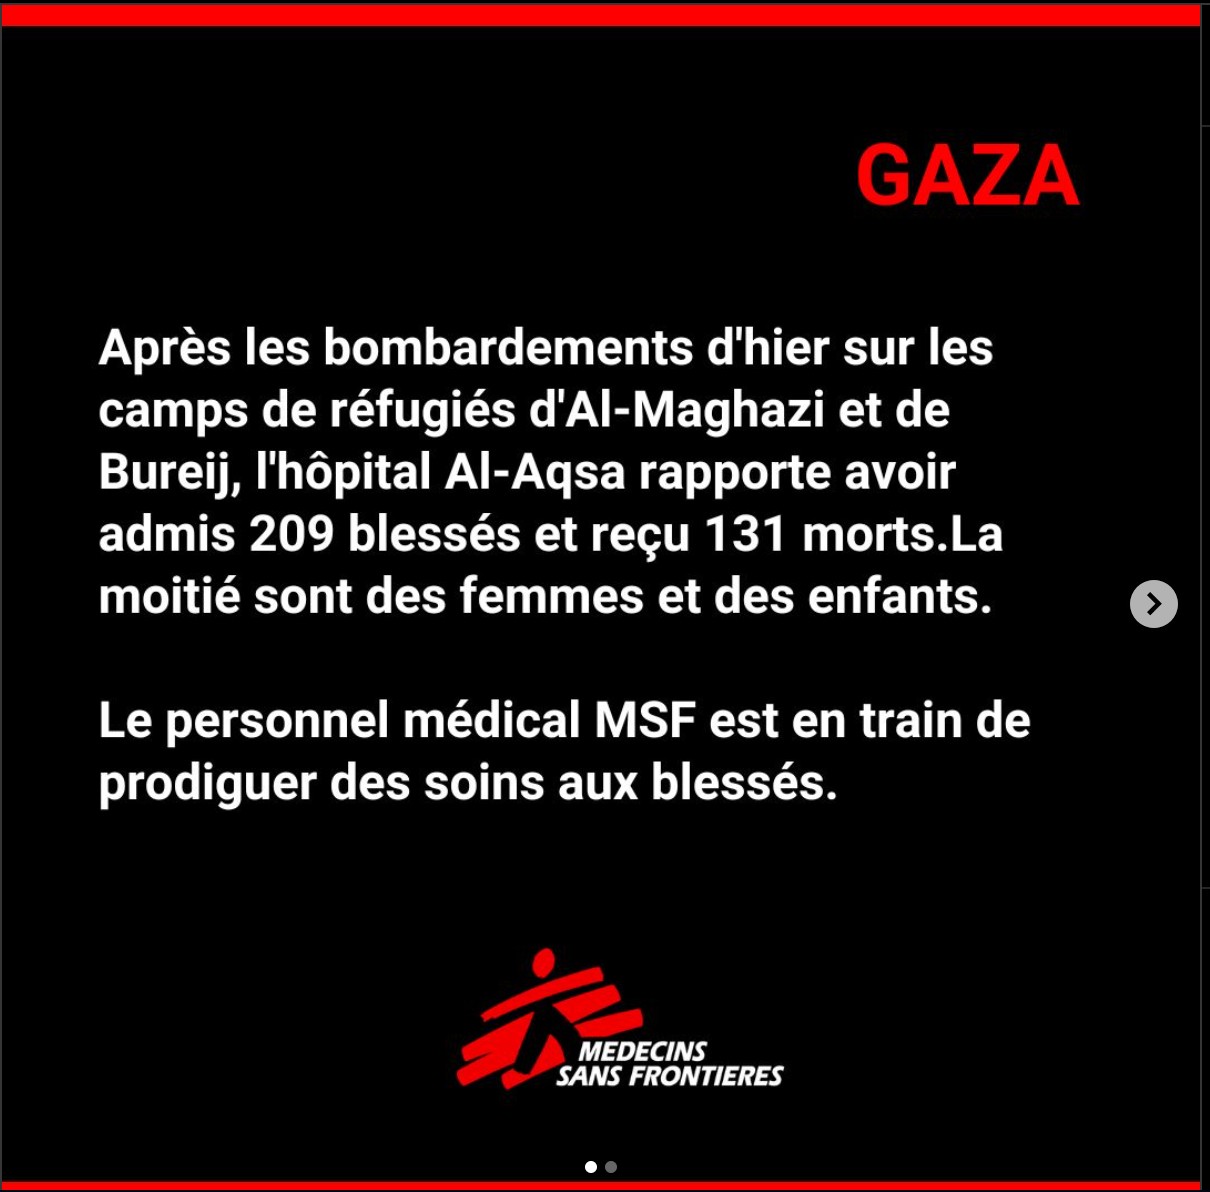 GAZA
Après les bombardements d'hier sur les
camps de réfugiés d'Al-Maghazi et de
Bureij, l'hôpital Al-Aqsa rapporte avoir
admis 209 blessés et reçu 131 morts.La
moitié sont des femmes et des enfants.
Le personnel médical MSF est en train de
prodiguer des soins aux blessés.
MEDECINS
SANS FRONTIERES